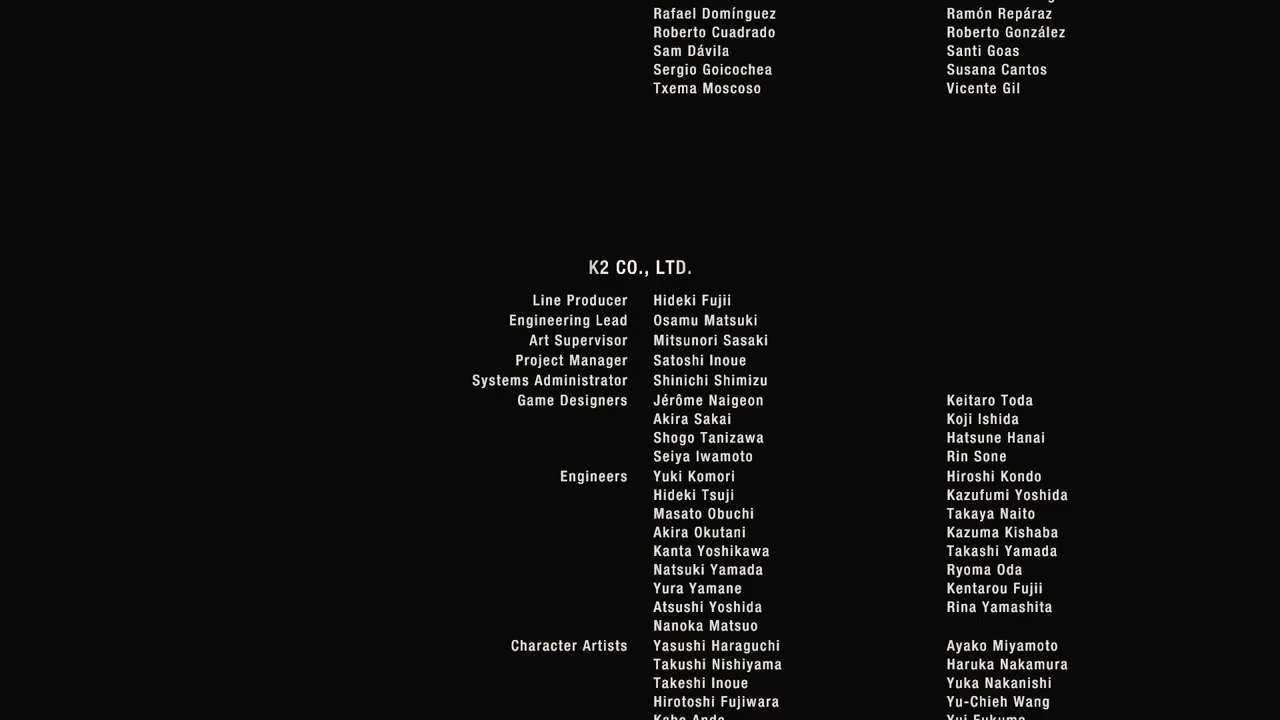 Rafael Domínguez Ramón Repáraz
Roberto Cuadrado Roberto González
Sam Dávila Santi Goas
Sergio Goicochea Susana Cantos
Txema Moscoso Vicente Gil
K2 CO., LTD.
Line Producer Hideki Fujii
Engineering Lead Osamu Matsuki
Art Supervisor Mitsunori Sasaki
Project Manager Satoshi Inoue
Systems Administrator Shinichi Shimizu
Game Designers Jérôme Naigeon Keitaro Toda
Akira Sakai Koji Ishida
Shogo Tanizawa Hatsune Hanai
Seiya Iwamoto Rin Sone
Engineers Yuki Komori Hiroshi Kondo
Hideki Tsuji Kazufumi Yoshida
Masato Obuchi Takaya Naito
Akira Okutani Kazuma Kishaba
Kanta Yoshikawa Takashi Yamada
Natsuki Yamada Ryoma Oda
Yura Yamane Kentarou Fujii
Atsushi Yoshida Rina Yamashita
Nanoka Matsuo
Character Artists Yasushi Haraguchi Ayako Miyamoto
Takushi Nishiyama Haruka Nakamura
Takeshi Inoue Yuka Nakanishi
Hirotoshi Fujiwara Yu-Chieh Wang